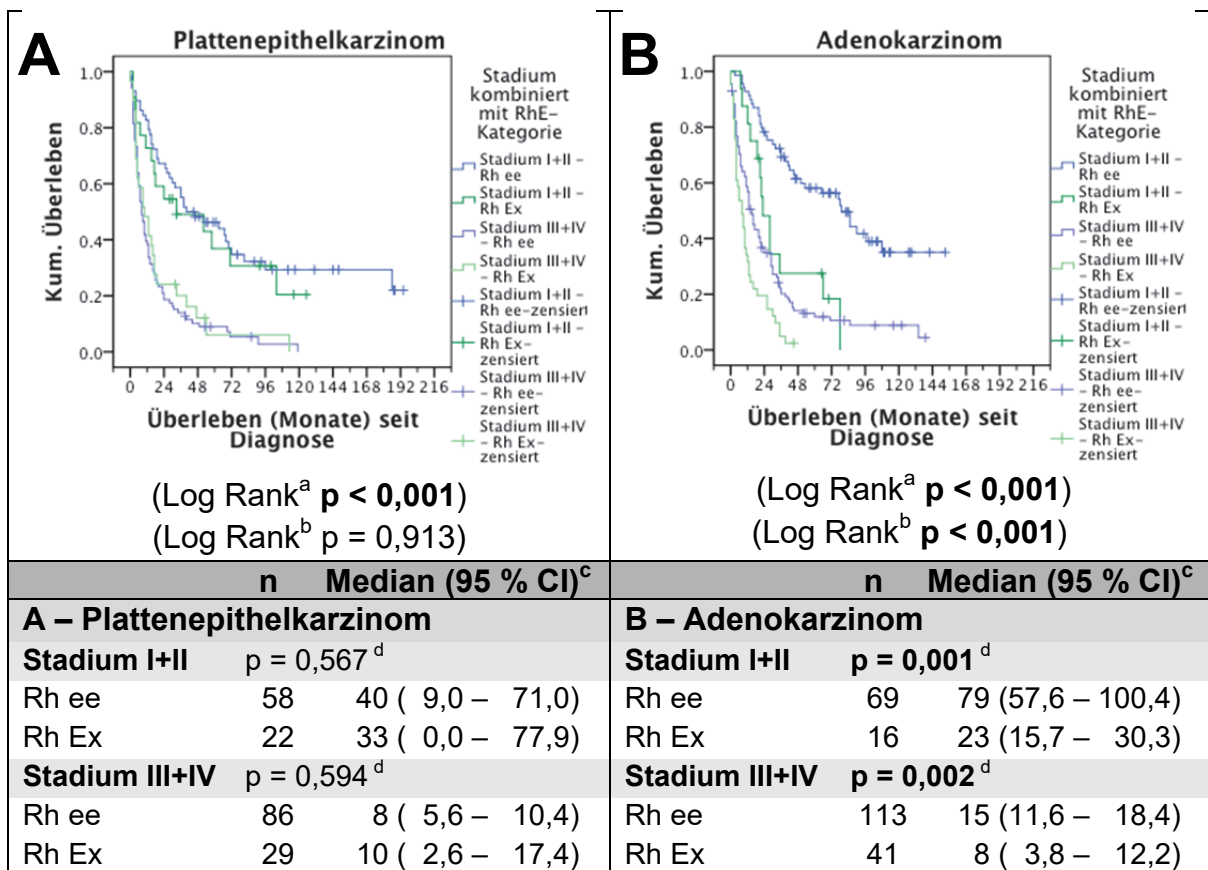 A
Plattenepithelkarzinom
Kum. Überleben
1.0
0.8
0.6
0.4
0.2
0.0
0 24 48 72 96 120 144 168 192 216
Überleben (Monate) seit
Diagnose
Stadium
kombiniert
mit RhE-
Kategorie
Stadium I+II –
Rh ee
Stadium I+II –
Rh Ex
Stadium III+IV
– Rh ee
Stadium III+IV
– Rh Ex
Stadium I+II –
Rh ee-zensiert
Stadium I+II –
Rh Ex-
zensiert
Stadium III+IV
– Rh ee-
zensiert
Stadium III+IV
– Rh Ex-
zensiert
(Log Rank^a p < 0,001)
(Log Rank^b p = 0,913)
B
Adenokarzinom
Kum. Überleben
1.0
0.8
0.6
0.4
0.2
0.0
0 24 48 72 96 120 144 168 192 216
Überleben (Monate) seit
Diagnose
Stadium
kombiniert
mit RhE-
Kategorie
Stadium I+II –
Rh ee
Stadium I+II –
Rh Ex
Stadium III+IV
– Rh ee
Stadium III+IV
– Rh Ex
Stadium I+II –
Rh ee-zensiert
Stadium I+II –
Rh Ex-
zensiert
Stadium III+IV
– Rh ee-
zensiert
Stadium III+IV
– Rh Ex-
zensiert
(Log Rank^a p < 0,001)
(Log Rank^b p < 0,001)
n Median (95 % CI)^c
A – Plattenepithelkarzinom
Stadium I+II p = 0,567 ^d
Rh ee 58 40 ( 9,0 – 71,0)
Rh Ex 22 33 ( 0,0 – 77,9)
Stadium III+IV p = 0,594 ^d
Rh ee 86 8 ( 5,6 – 10,4)
Rh Ex 29 10 ( 2,6 – 17,4)
n Median (95 % CI)^c
B – Adenokarzinom
Stadium I+II p = 0,001 ^d
Rh ee 69 79 (57,6 – 100,4)
Rh Ex 16 23 (15,7 – 30,3)
Stadium III+IV p = 0,002 ^d
Rh ee 113 15 (11,6 – 18,4)
Rh Ex 41 8 ( 3,8 – 12,2)